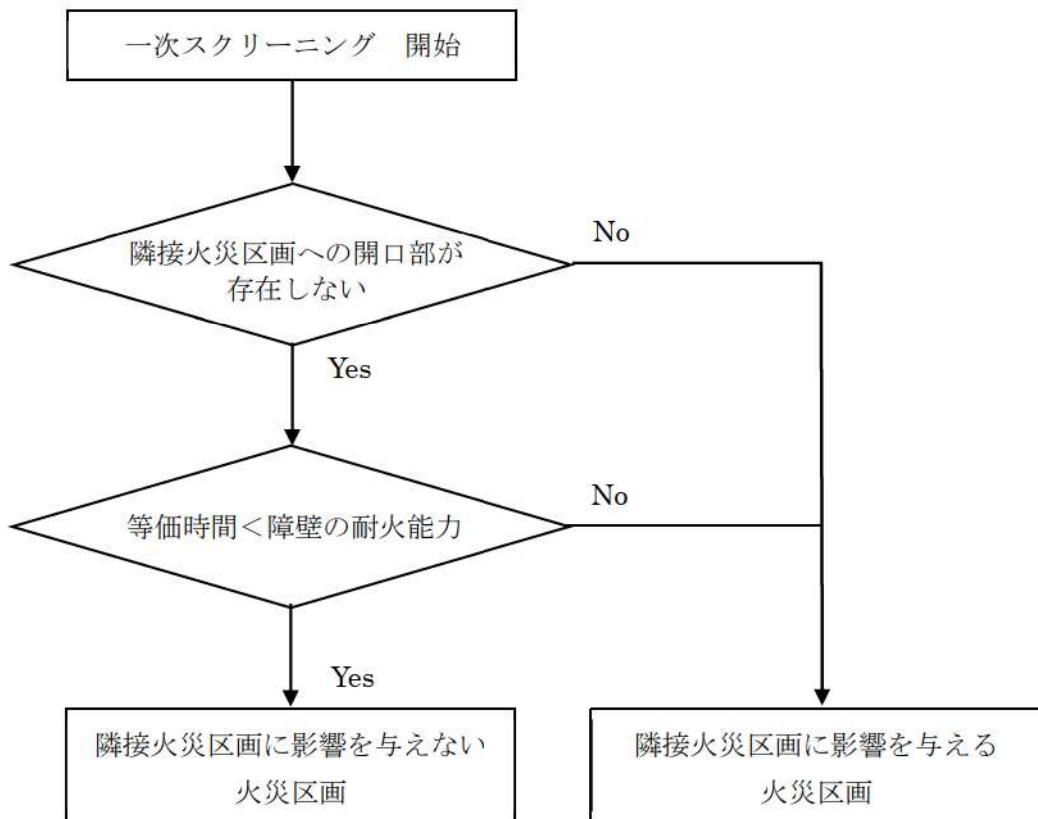 一次スクリーニング　開始
隣接火災区画への開口部が
存在しない
No
Yes
等価時間＜障壁の耐火能力
No
Yes
隣接火災区画に影響を与えない
火災区画
隣接火災区画に影響を与える
火災区画